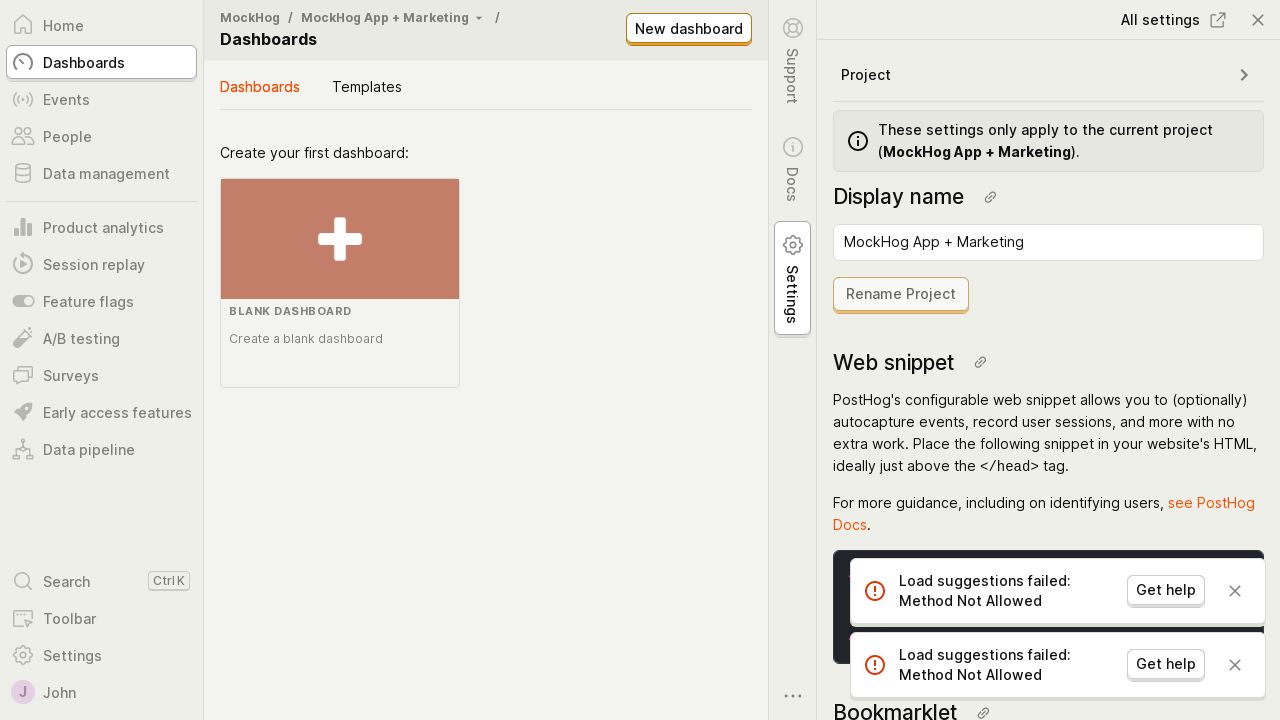 Home
Dashboards
Events
People
Data management
Product analytics
Session replay
Feature flags
A/B testing
Surveys
Early access features
Data pipeline
Search
Ctrl K
Toolbar
Settings
J
John
MockHog / MockHog App + Marketing /
Dashboards
New dashboard
Dashboards
Templates
Create your first dashboard:
BLANK DASHBOARD
Create a blank dashboard
Support
Docs
Settings
All settings
Project
These settings only apply to the current project
(MockHog App + Marketing).
Display name
MockHog App + Marketing
Rename Project
Web snippet
PostHog's configurable web snippet allows you to (optionally)
autocapture events, record user sessions, and more with no
extra work. Place the following snippet in your website's HTML,
ideally just above the </head> tag.
For more guidance, including on identifying users, see PostHog
Docs.
Load suggestions failed:
Method Not Allowed
Get help
Load suggestions failed:
Method Not Allowed
Get help
Bookmarklet